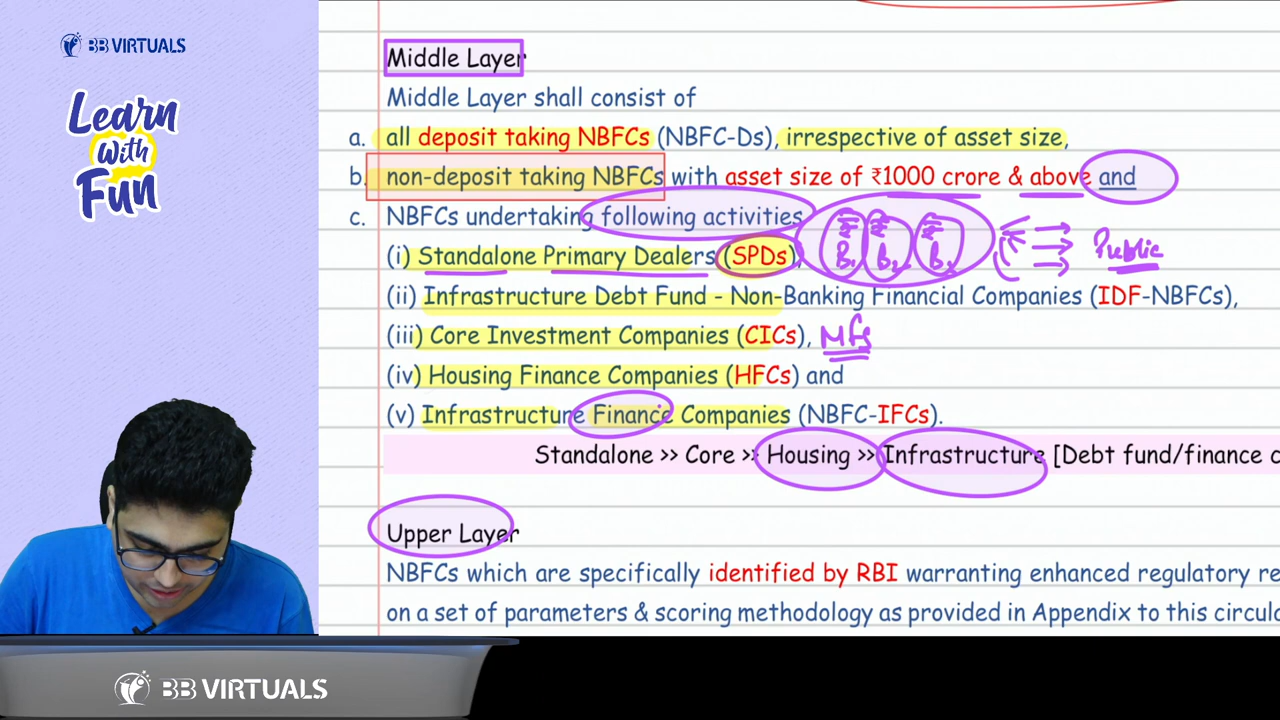 BB VIRTUALS
Learn
With
Fun
Middle Layer
Middle Layer shall consist of
a. all deposit taking NBFCs (NBFC-Ds), irrespective of asset size,
b. non-deposit taking NBFCs with asset size of ₹1000 crore & above and
c. NBFCs undertaking following activities
(i) Standalone Primary Dealers (SPDs),
B1 B2 B3
Public
(ii) Infrastructure Debt Fund - Non-Banking Financial Companies (IDF-NBFCs),
(iii) Core Investment Companies (CICs), Mfs
(iv) Housing Finance Companies (HFCs) and
(v) Infrastructure Finance Companies (NBFC-IFCs).
Standalone >> Core >> Housing >> Infrastructure [Debt fund/finance c
Upper Layer
NBFCs which are specifically identified by RBI warranting enhanced regulatory re
on a set of parameters & scoring methodology as provided in Appendix to this circula
BB VIRTUALS